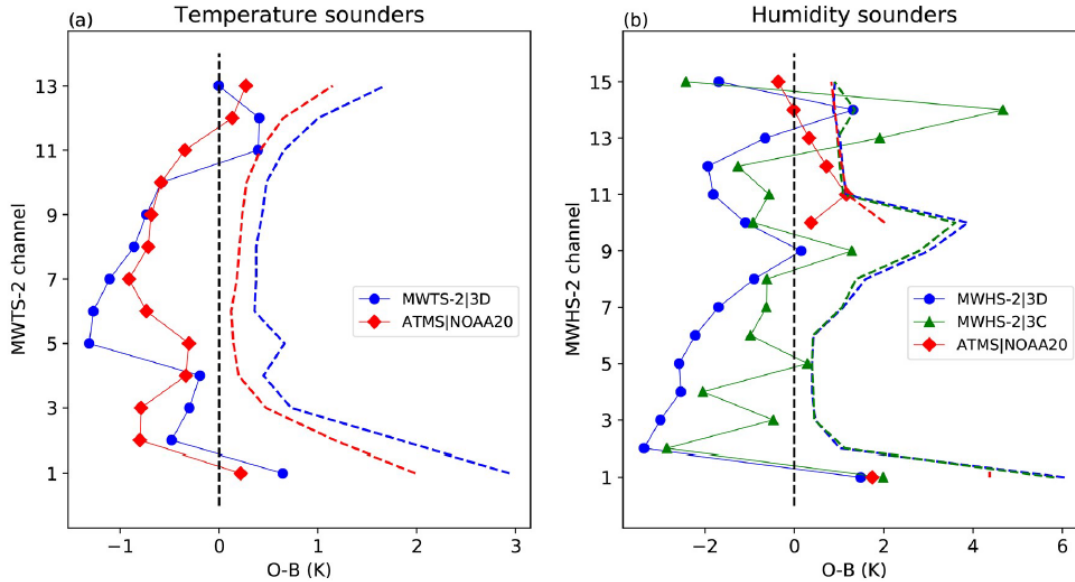 (a) Temperature sounders
13
11
9
7
5
3
1
MWTS-2 channel
MWTS-2|3D
ATMS|NOAA20
−1 0 1 2 3
O-B (K)
(b) Humidity sounders
15
13
11
9
7
5
3
1
MWHS-2 channel
MWHS-2|3D
MWHS-2|3C
ATMS|NOAA20
−2 0 2 4 6
O-B (K)